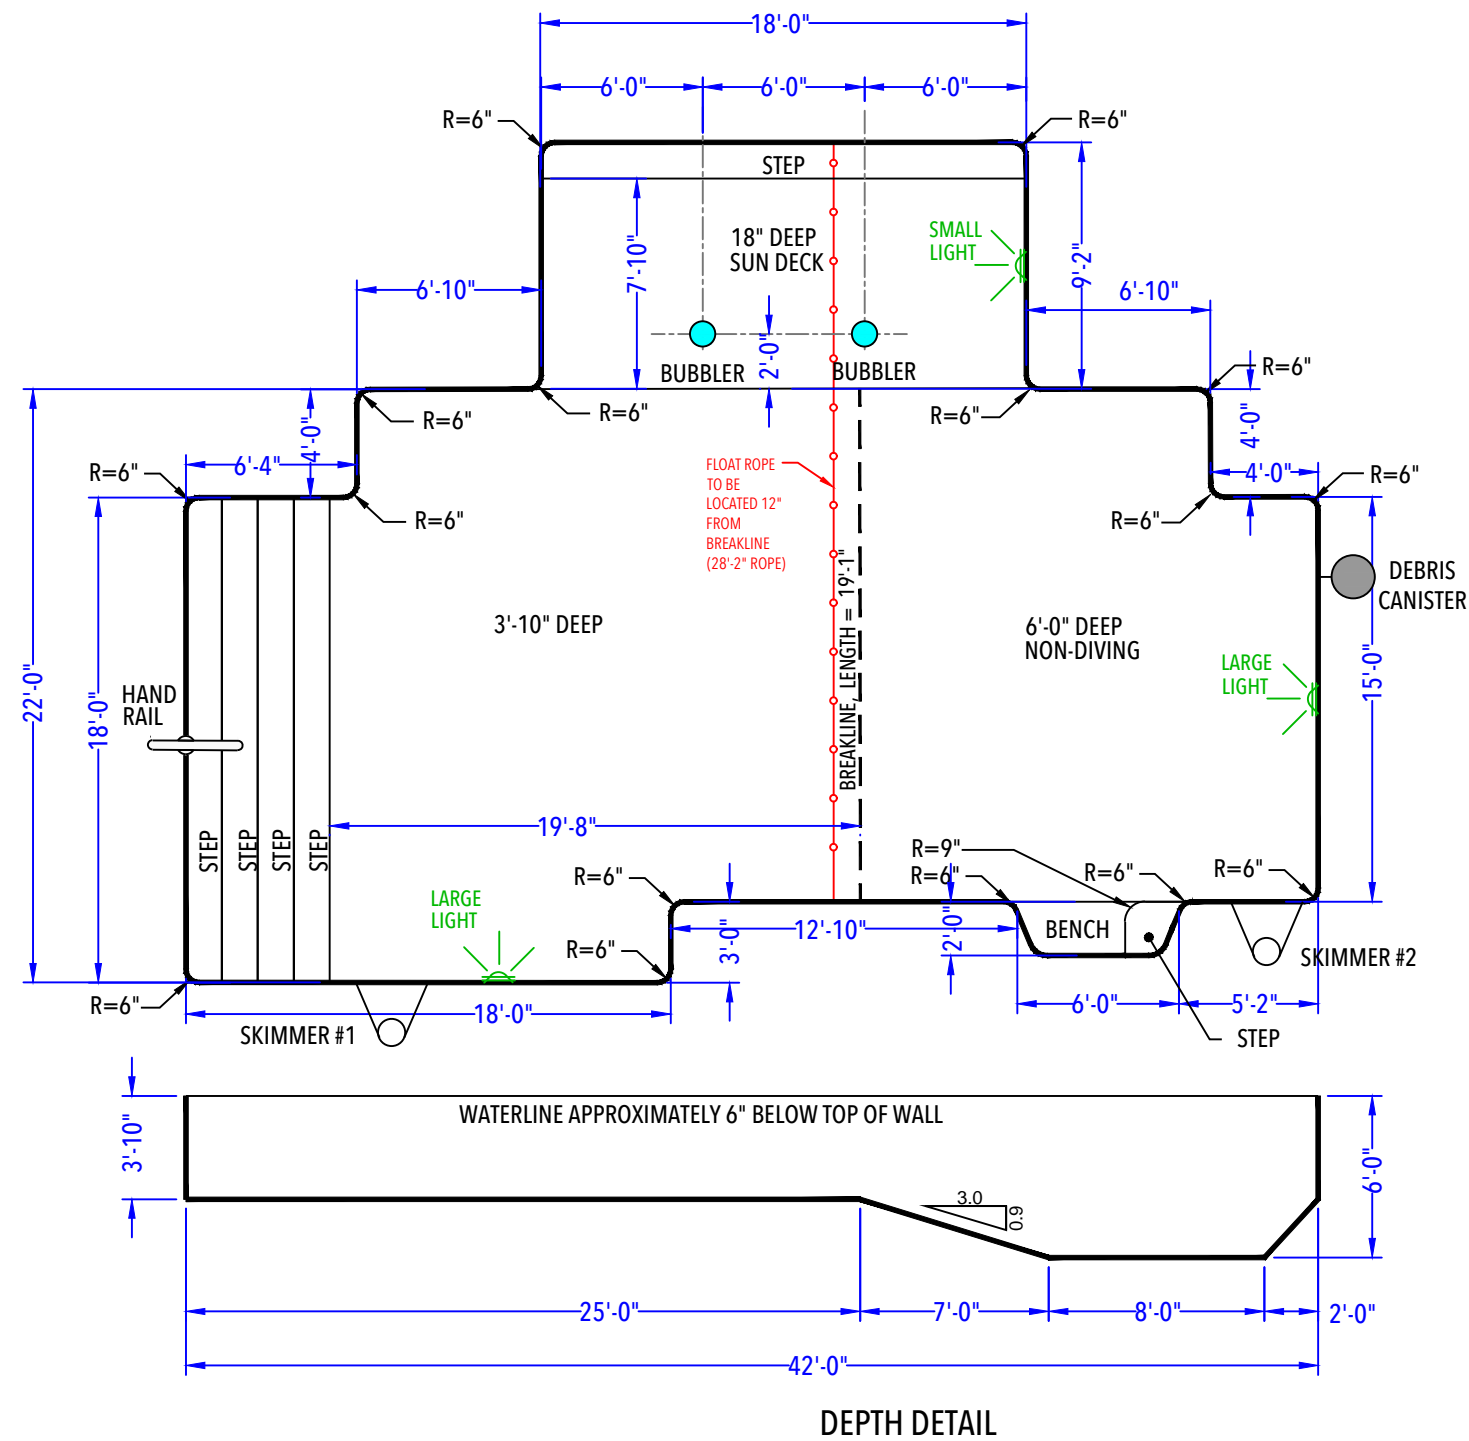 18'-0"
6'-0"
6'-0"
6'-0"
R=6"
R=6"
STEP
18" DEEP
SUN DECK
SMALL
LIGHT
7'-10"
9'-2"
6'-10"
6'-10"
2'-0"
BUBBLER
BUBBLER
R=6"
R=6"
R=6"
R=6"
4'-0"
4'-0"
R=6"
6'-4"
4'-0"
R=6"
FLOAT ROPE
TO BE
LOCATED 12"
FROM
BREAKLINE
(28'-2" ROPE)
R=6"
R=6"
BREAKLINE, LENGTH = 19'-1"
DEBRIS
CANISTER
3'-10" DEEP
6'-0" DEEP
NON-DIVING
LARGE
LIGHT
15'-0"
22'-0"
18'-0"
HAND
RAIL
STEP
STEP
STEP
STEP
19'-8"
R=9"
R=6"
R=6"
R=6"
R=6"
LARGE
LIGHT
12'-10"
3'-0"
2'-0"
BENCH
R=6"
SKIMMER #2
R=6"
18'-0"
6'-0"
5'-2"
SKIMMER #1
STEP
3'-10"
WATERLINE APPROXIMATELY 6" BELOW TOP OF WALL
3.0
0.9
6'-0"
25'-0"
7'-0"
8'-0"
2'-0"
42'-0"
DEPTH DETAIL